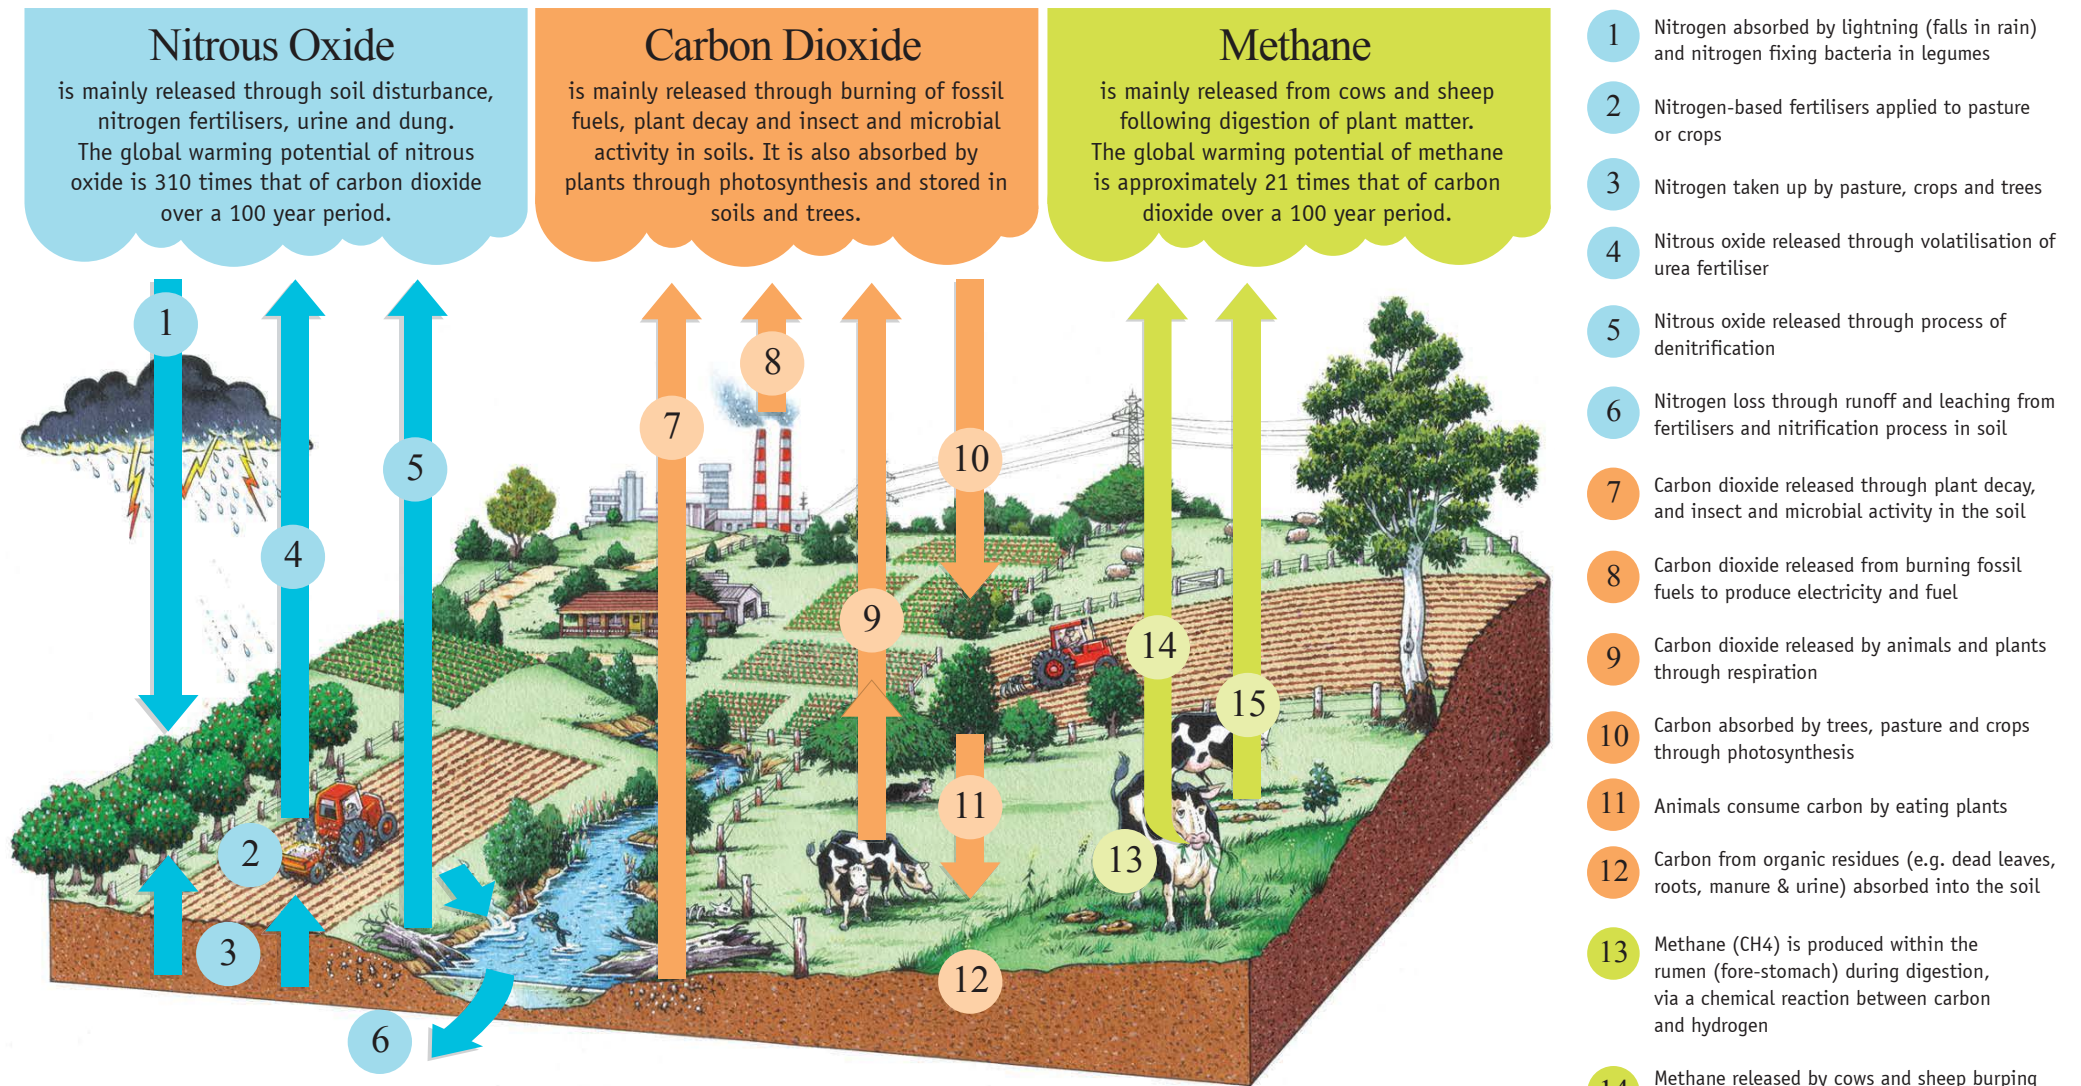 Nitrous Oxide
is mainly released through soil disturbance,
nitrogen fertilisers, urine and dung.
The global warming potential of nitrous
oxide is 310 times that of carbon dioxide
over a 100 year period.
Carbon Dioxide
is mainly released through burning of fossil
fuels, plant decay and insect and microbial
activity in soils. It is also absorbed by
plants through photosynthesis and stored in
soils and trees.
Methane
is mainly released from cows and sheep
following digestion of plant matter.
The global warming potential of methane
is approximately 21 times that of carbon
dioxide over a 100 year period.
1
4
5
2
3
6
7
8
9
10
11
12
14
15
13
1
Nitrogen absorbed by lightning (falls in rain)
and nitrogen fixing bacteria in legumes
2
Nitrogen-based fertilisers applied to pasture
or crops
3
Nitrogen taken up by pasture, crops and trees
4
Nitrous oxide released through volatilisation of
urea fertiliser
5
Nitrous oxide released through process of
denitrification
6
Nitrogen loss through runoff and leaching from
fertilisers and nitrification process in soil
7
Carbon dioxide released through plant decay,
and insect and microbial activity in the soil
8
Carbon dioxide released from burning fossil
fuels to produce electricity and fuel
9
Carbon dioxide released by animals and plants
through respiration
10
Carbon absorbed by trees, pasture and crops
through photosynthesis
11
Animals consume carbon by eating plants
12
Carbon from organic residues (e.g. dead leaves,
roots, manure & urine) absorbed into the soil
13
Methane (CH4) is produced within the
rumen (fore-stomach) during digestion,
via a chemical reaction between carbon
and hydrogen
14
Methane released by cows and sheep burping